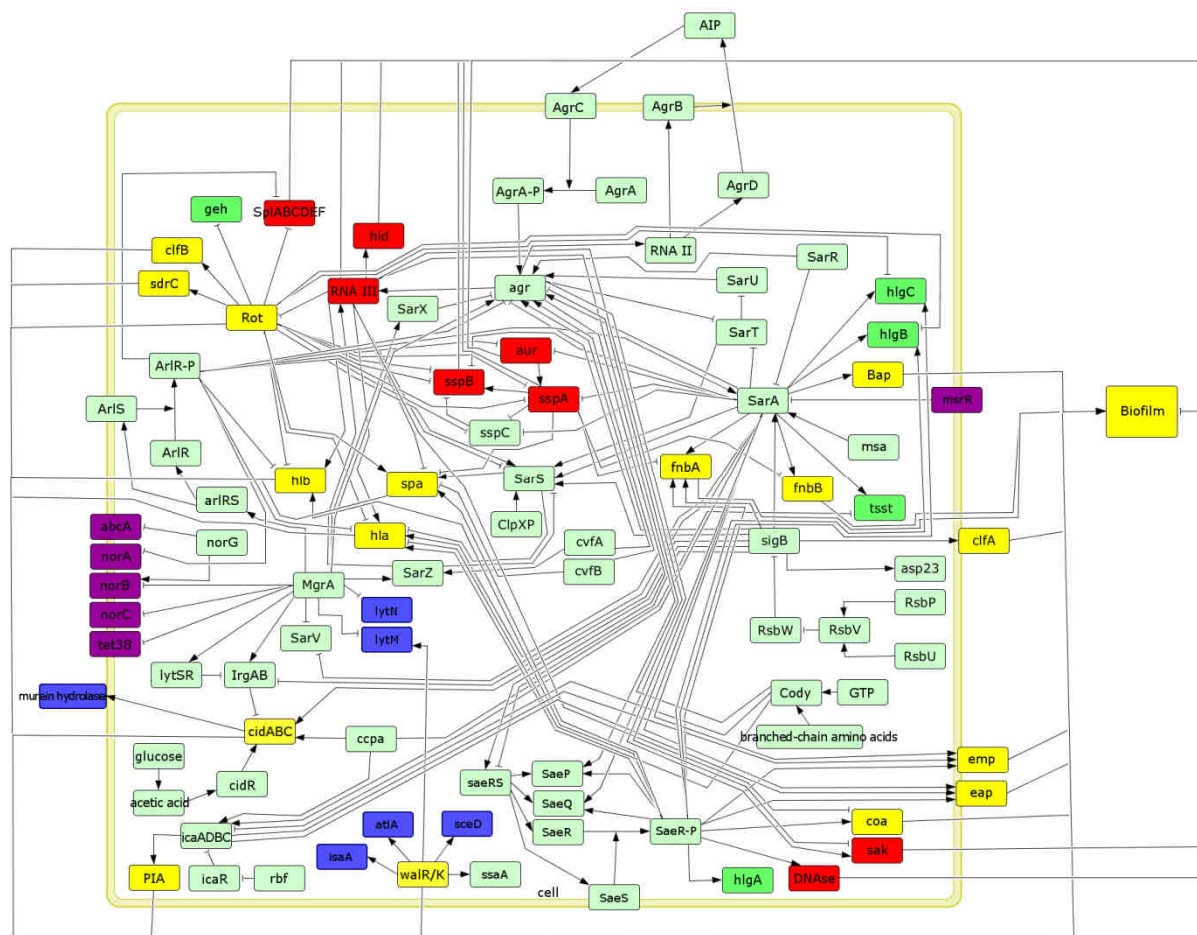 AIP
AgrC
AgrB
AgrA-P
AgrA
AgrD
geh
SplABCDEF
hld
clfB
RNA II
SarR
sdrC
RNA III
agr
SarU
hlgC
Rot
SarX
SarT
hlgB
ArlR-P
aur
Bap
sspB
sspA
SarA
msrR
ArlS
Biofilm
sspC
msa
ArlR
fnbA
hlb
spa
SarS
fnbB
arlRS
tsst
abcA
ClpXP
norG
hla
cvfA
sigB
clfA
norA
cvfB
asp23
norB
MgrA
SarZ
RsbP
norC
lytN
RsbW
RsbV
tet38
SarV
lytM
RsbU
lytSR
IrgAB
Cody
GTP
murein hydrolase
cidABC
ccpa
branched-chain amino acids
glucose
emp
cidR
saeRS
SaeP
acetic acid
eap
SaeQ
atlA
sceD
coa
icaADBC
SaeR
SaeR-P
sak
isaA
PIA
icaR
rbf
walR/K
ssaA
hlgA
DNAse
cell
SaeS